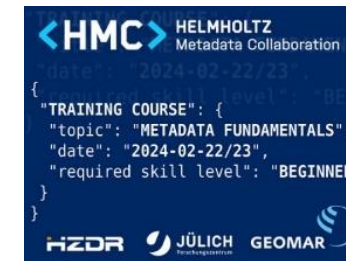 <HMC> HELMHOLTZ
Metadata Collaboration
{
"TRAINING COURSE": {
"topic": "METADATA FUNDAMENTALS"
"date": "2024-02-22/23",
"required skill level": "BEGINNE
}
}
HZDR JÜLICH GEOMAR
Forschungszentrum